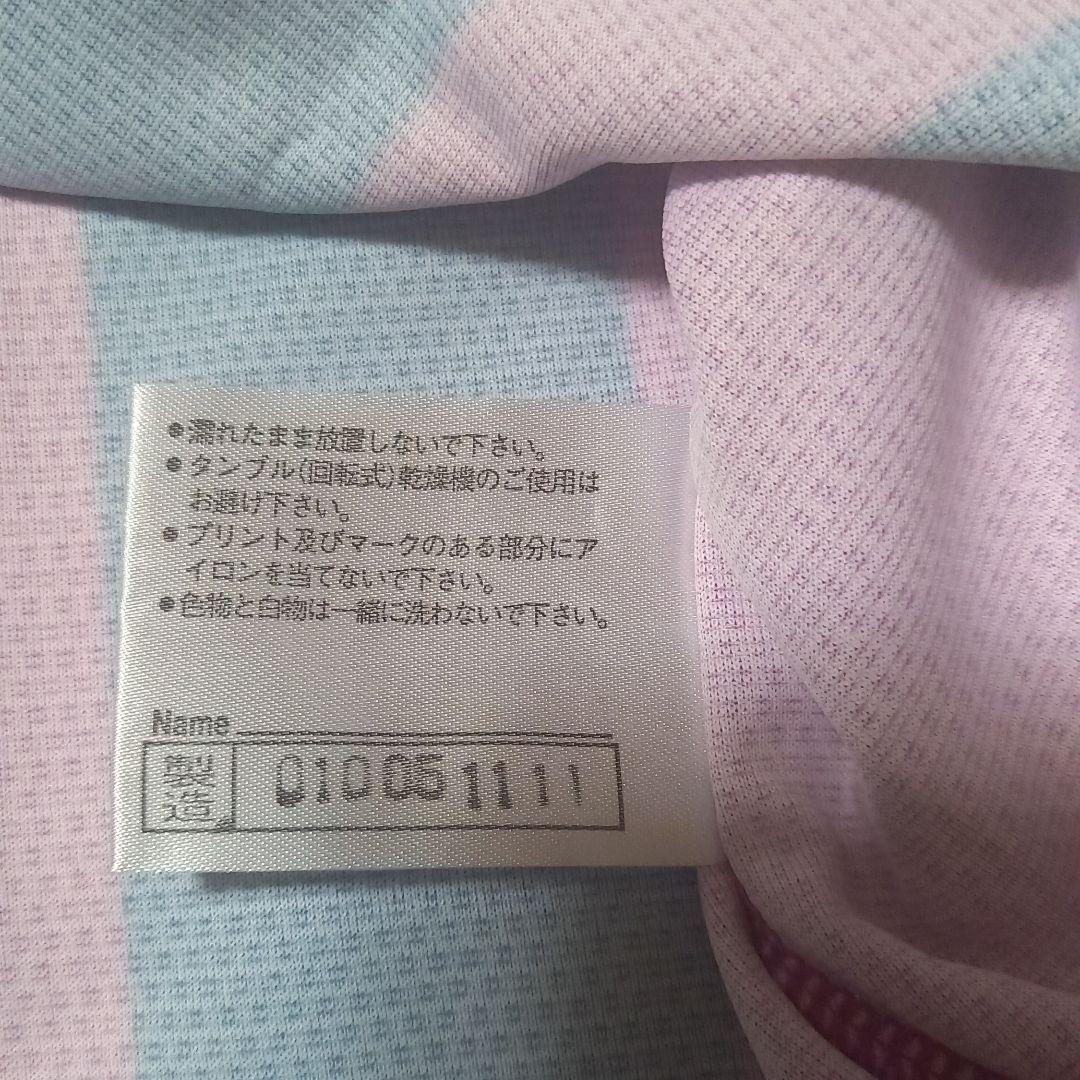 ●濡れたまま放置しないで下さい。
●タンブル(回転式)乾燥機のご使用は
お避け下さい。
●プリント及びマークのある部分にア
イロンを当てないで下さい。
●色物と白物は一緒に洗わないで下さい。
Name
製造 010051111